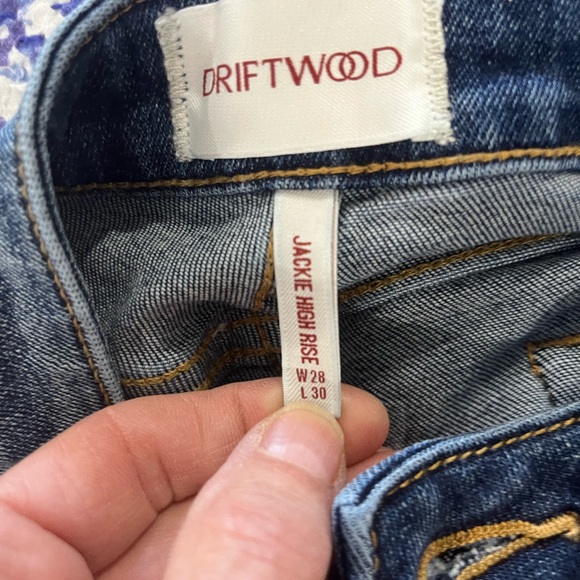 DRIFTWOOD
JACKIE HIGH RISE
W 28
L 30